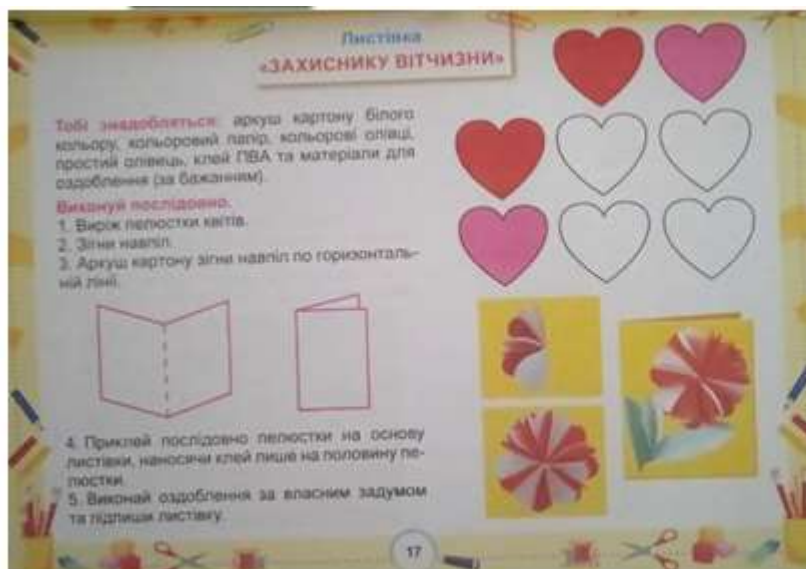 Листівка
«ЗАХИСНИКУ ВІТЧИЗНИ»
Тобі знадобляться: аркуш картону білого
кольору, кольоровий папір, кольорові олівці,
простий олівець, клей ПВА та матеріали для
оздоблення (за бажанням).
Виконуй послідовно.
1. Виріж пелюстки квітів.
2. Зігни навпіл.
3. Аркуш картону зігни навпіл по горизонталь-
ній лінії.
4. Приклей послідовно пелюстки на основу
листівки, наносячи клей лише на половину пе-
люстки.
5. Виконай оздоблення за власним задумом
та підпиши листівку.
17